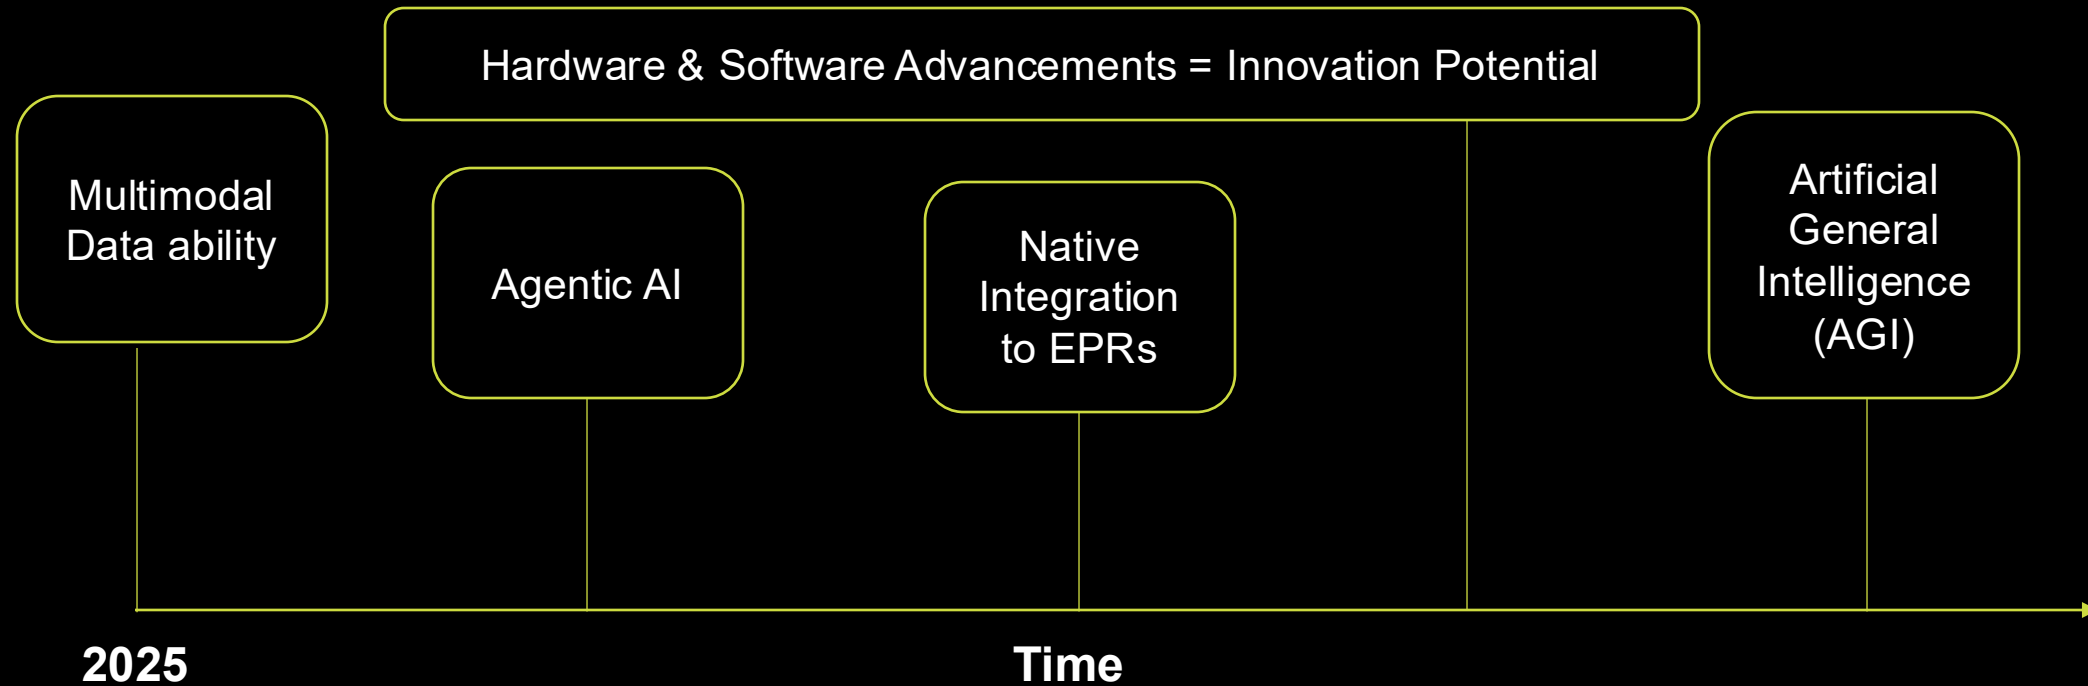 Hardware & Software Advancements = Innovation Potential
Multimodal
Data ability
Agentic AI
Native
Integration
to EPRs
Artificial
General
Intelligence
(AGI)
2025
Time